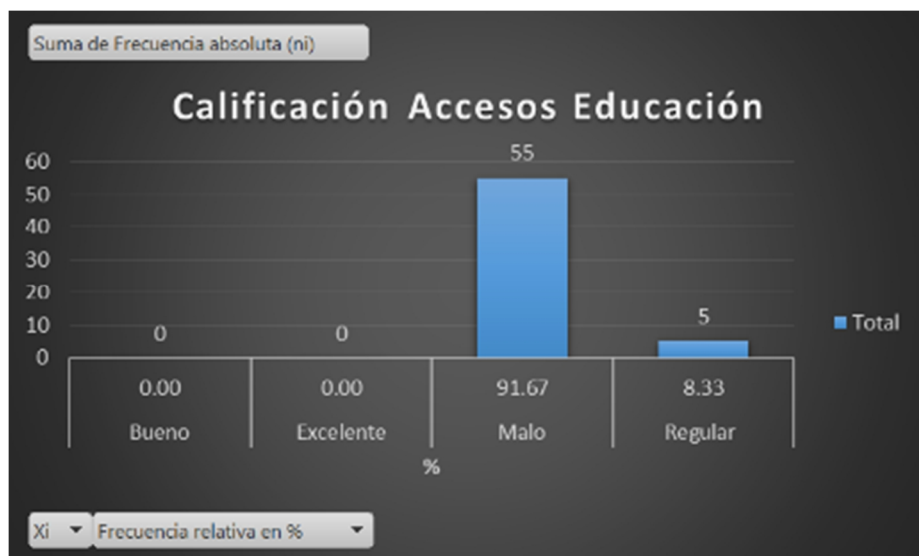 Suma de Frecuencia absoluta (ni)
Calificación Accesos Educación
60
50
40
30
20
10
0
0
0
55
5
Total
0.00
0.00
91.67
8.33
Bueno
Excelente
Malo
Regular
%
Xi
Frecuencia relativa en %